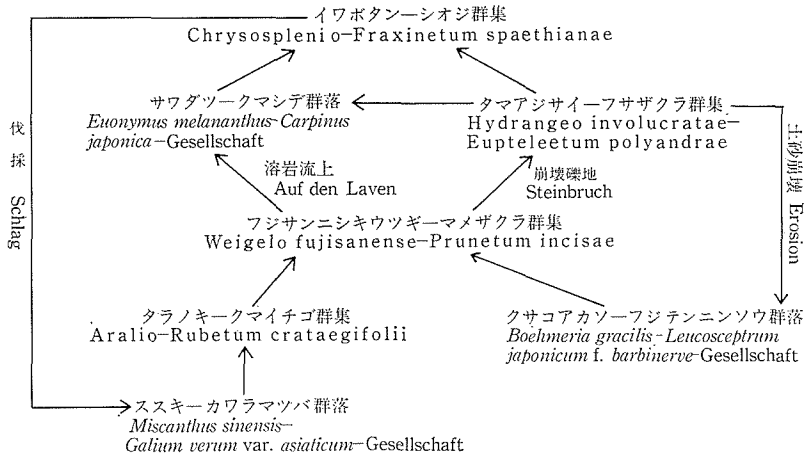 イワボタンーシオジ群集
Chrysosplenio-Fraxinetum spaethianae
サワダツークマシデ群落
Euonymus melananthus-Carpinus
japonica-Gesellschaft
タマアジサイーフサザクラ群集
Hydrangeo involucratae-
Eupteleetum polyandrae
伐採 Schlag
溶岩流上
Auf den Laven
崩壊礫地
Steinbruch
土砂崩壊 Erosion
フジサンニシキウツギーマメザクラ群集
Weigelo fujisanense-Prunetum incisae
タラノキークマイチゴ群集
Aralio-Rubetum crataegifolii
クサコアカソーフジテンニンソウ群落
Boehmeria gracilis-Leucosceptrum
japonicum f. barbinerve-Gesellschaft
ススキーカワラマツバ群落
Miscanthus sinensis-
Galium verum var. asiaticum-Gesellschaft